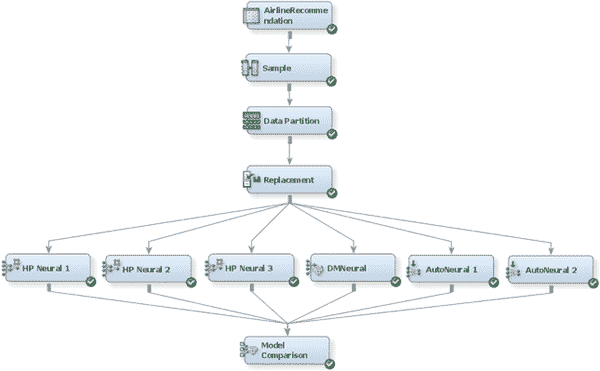 AirlineRecomme
ndation
Sample
Data Partition
Replacement
HP Neural 1
HP Neural 2
HP Neural 3
DMNeural
AutoNeural 1
AutoNeural 2
Model
Comparison